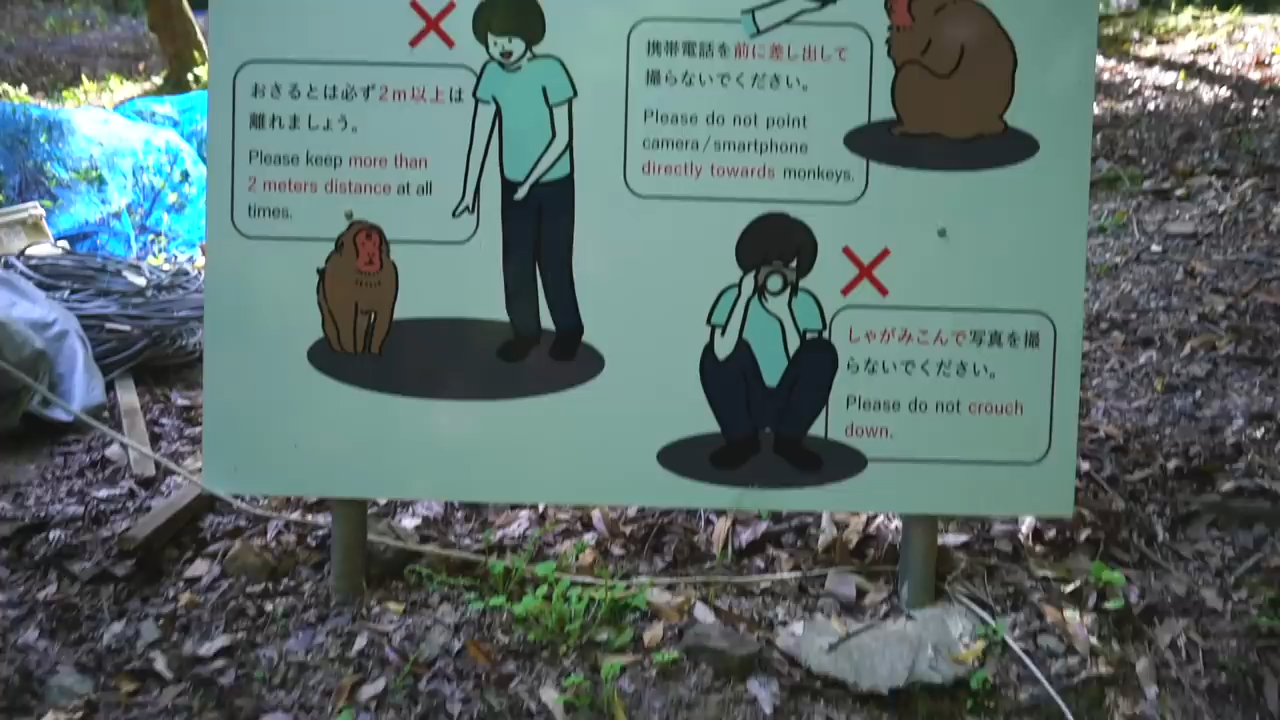 おさるとは必ず2m以上は
離れましょう。
Please keep more than
2 meters distance at all
times.
携帯電話を前に差し出して
撮らないでください。
Please do not point
camera/smartphone
directly towards monkeys.
しゃがみこんで写真を撮
らないでください。
Please do not crouch
down.